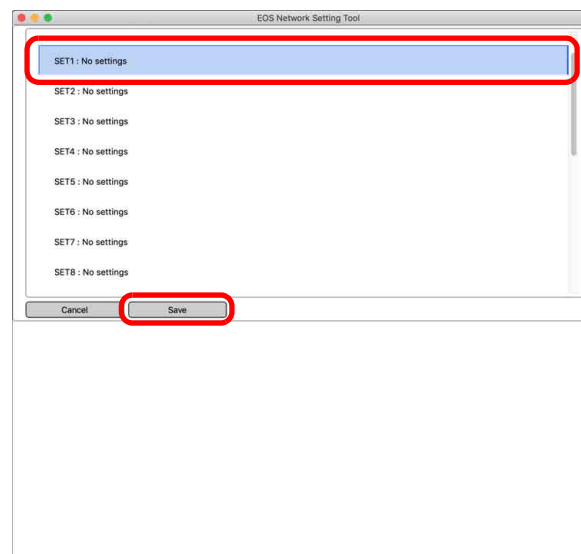 EOS Network Setting Tool
SET1 : No settings
SET2 : No settings
SET3 : No settings
SET4 : No settings
SET5 : No settings
SET6 : No settings
SET7 : No settings
SET8 : No settings
Cancel Save